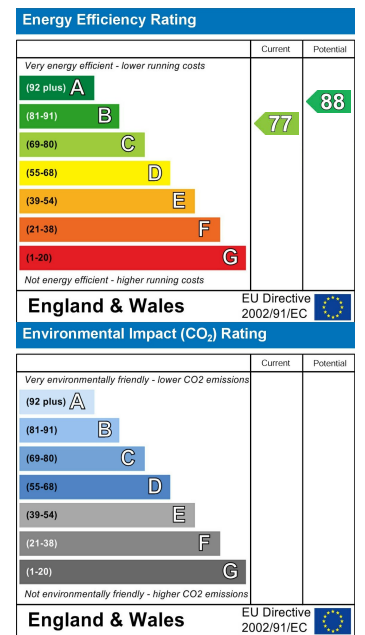 Energy Efficiency Rating
Current Potential
Very energy efficient - lower running costs
(92 plus) A
(81-91) B
(69-80) C
(55-68) D
(39-54) E
(21-38) F
(1-20) G
77
88
Not energy efficient - higher running costs
England & Wales
EU Directive
2002/91/EC
Environmental Impact (CO₂) Rating
Current Potential
Very environmentally friendly - lower CO2 emissions
(92 plus) A
(81-91) B
(69-80) C
(55-68) D
(39-54) E
(21-38) F
(1-20) G
Not environmentally friendly - higher CO2 emissions
England & Wales
EU Directive
2002/91/EC